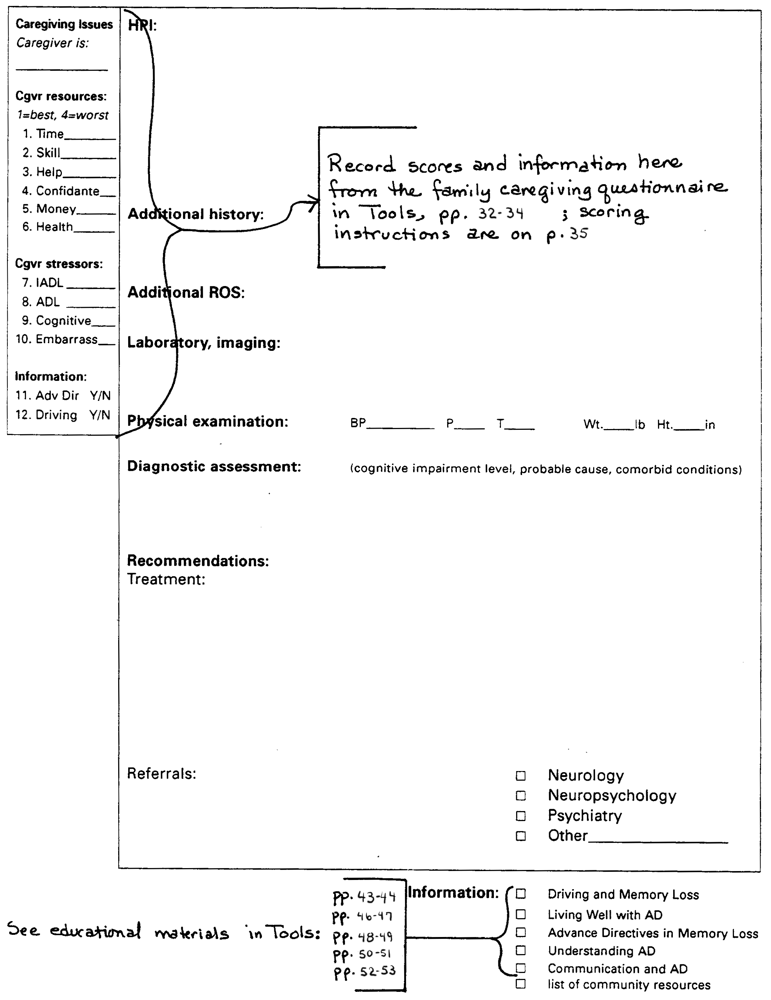 Caregiving Issues
Caregiver is:
Cgvr resources:
1=best, 4=worst
1. Time
2. Skill
3. Help
4. Confidante
5. Money
6. Health
Cgvr stressors:
7. IADL
8. ADL
9. Cognitive
10. Embarrass
Information:
11. Adv Dir Y/N
12. Driving Y/N
HPI:
Record scores and information here
from the family caregiving questionnaire
in Tools, pp. 32-34 ; scoring
instructions are on p. 35
Additional history:
Additional ROS:
Laboratory, imaging:
Physical examination: BP P T Wt. lb Ht. in
Diagnostic assessment: (cognitive impairment level, probable cause, comorbid conditions)
Recommendations:
Treatment:
Referrals:
Neurology
Neuropsychology
Psychiatry
Other
See educational materials in Tools:
pp. 43-44
pp. 46-47
pp. 48-49
pp. 50-51
pp. 52-53
Information:
Driving and Memory Loss
Living Well with AD
Advance Directives in Memory Loss
Understanding AD
Communication and AD
list of community resources